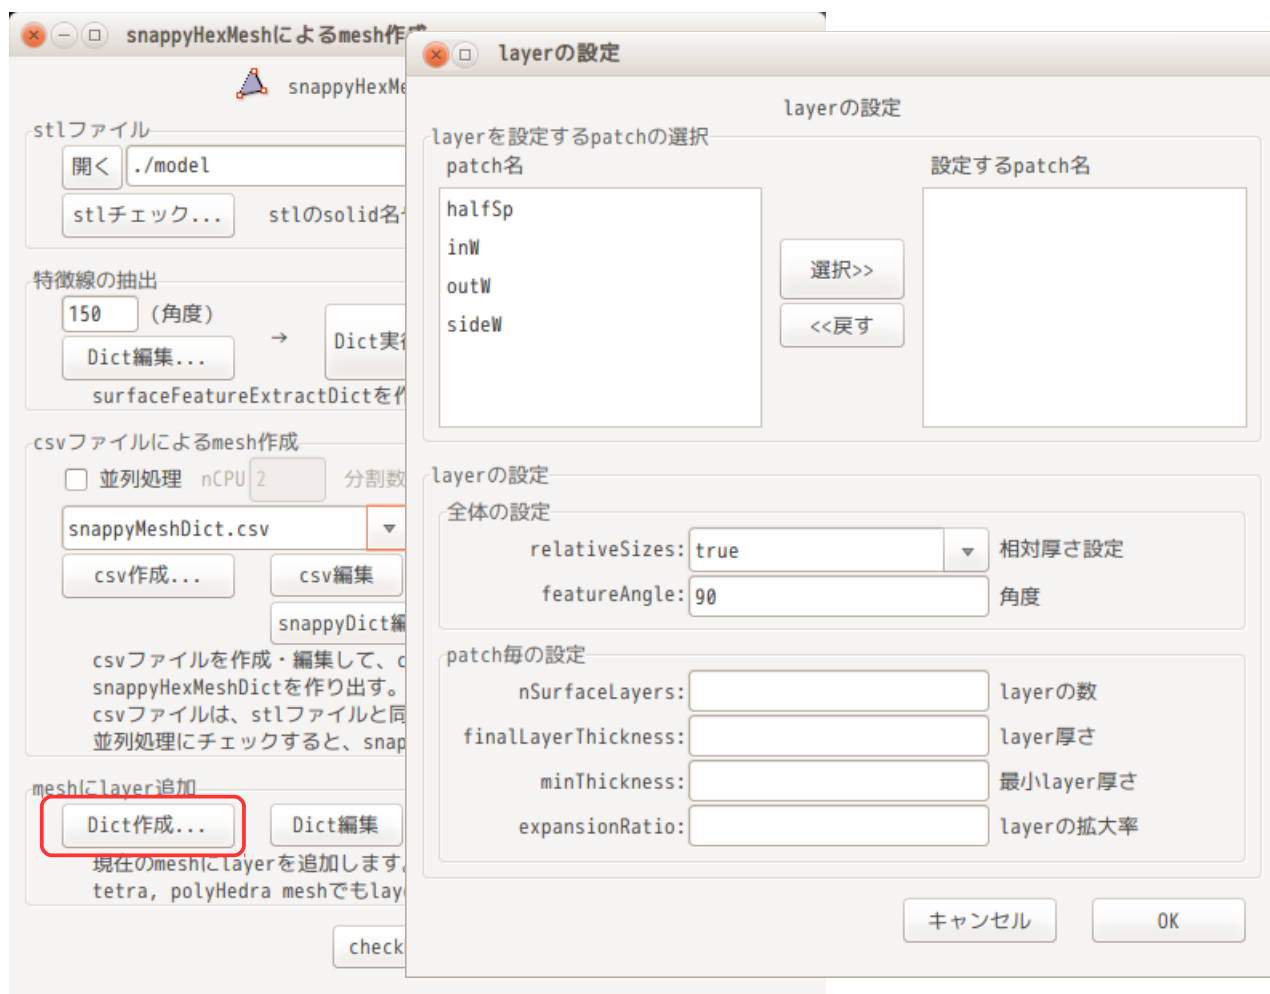 snappyHexMeshによるmesh作成
snappyHexMe
stlファイル
開く ./model
stlチェック... stlのsolid名
特徴線の抽出
150 (角度)
→ Dict実行
Dict編集...
surfaceFeatureExtractDictを作
csvファイルによるmesh作成
並列処理 nCPU 2 分割数
snappyMeshDict.csv
csv作成... csv編集
snappyDict編
csvファイルを作成・編集して、c
snappyHexMeshDictを作り出す。
csvファイルは、stlファイルと同
並列処理にチェックすると、snap
meshにlayer追加
Dict作成... Dict編集
現在のmeshにlayerを追加します。
tetra, polyHedra meshでもlay
check
layerの設定
layerの設定
layerを設定するpatchの選択
patch名 設定するpatch名
halfSp
inW
outW
sideW
選択>>
<<戻す
layerの設定
全体の設定
relativeSizes: true 相対厚さ設定
featureAngle: 90 角度
patch毎の設定
nSurfaceLayers: layerの数
finalLayerThickness: layer厚さ
minThickness: 最小layer厚さ
expansionRatio: layerの拡大率
キャンセル OK